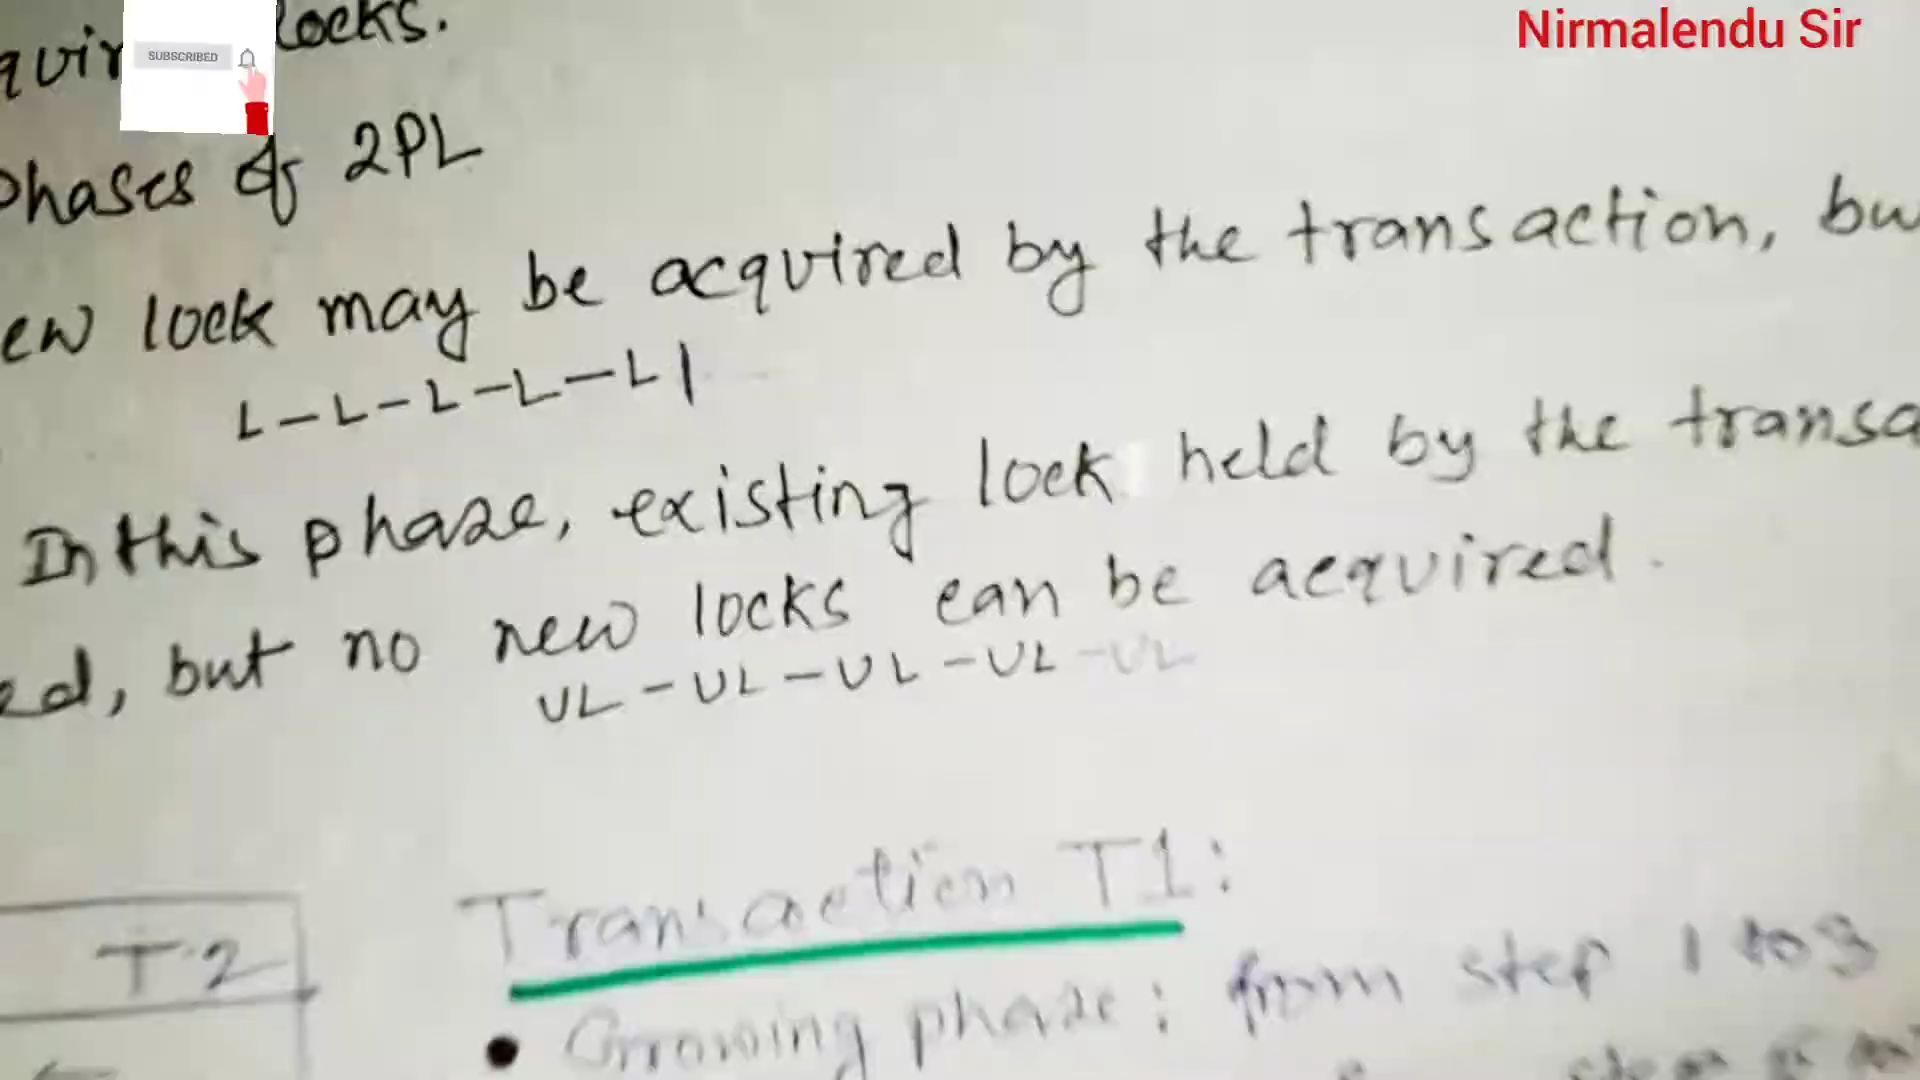 Nirmalendu Sir
locks.
SUBSCRIBED
phases of 2PL
lock may be acquired by the transaction,
L-L-L-L-L|
In this phase, existing lock held by the
but no new locks can be acquired.
UL-UL-UL-UL-UL
Transaction T1:
T2
• Growing phase: from step 1 to 3